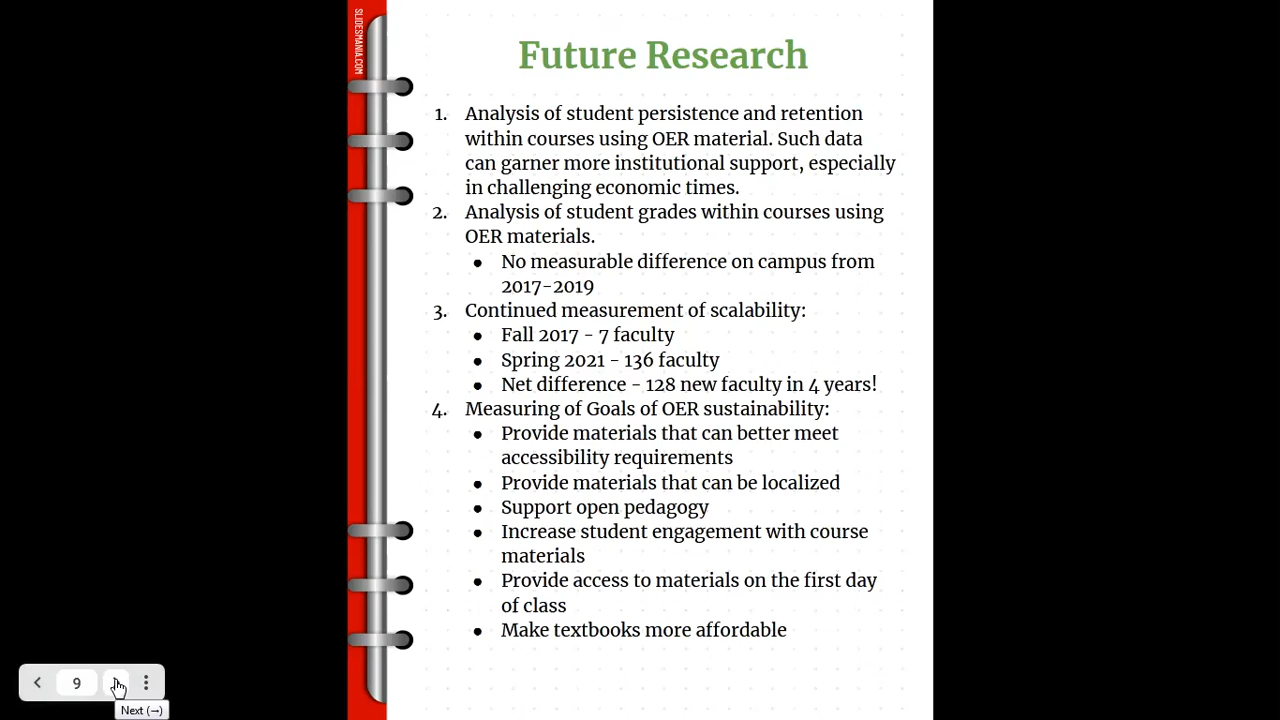 SLIDESMANIA.COM
Future Research
1. Analysis of student persistence and retention
within courses using OER material. Such data
can garner more institutional support, especially
in challenging economic times.
2. Analysis of student grades within courses using
OER materials.
● No measurable difference on campus from
2017-2019
3. Continued measurement of scalability:
● Fall 2017 - 7 faculty
● Spring 2021 - 136 faculty
● Net difference - 128 new faculty in 4 years!
4. Measuring of Goals of OER sustainability:
● Provide materials that can better meet
accessibility requirements
● Provide materials that can be localized
● Support open pedagogy
● Increase student engagement with course
materials
● Provide access to materials on the first day
of class
● Make textbooks more affordable
9
Next (→)